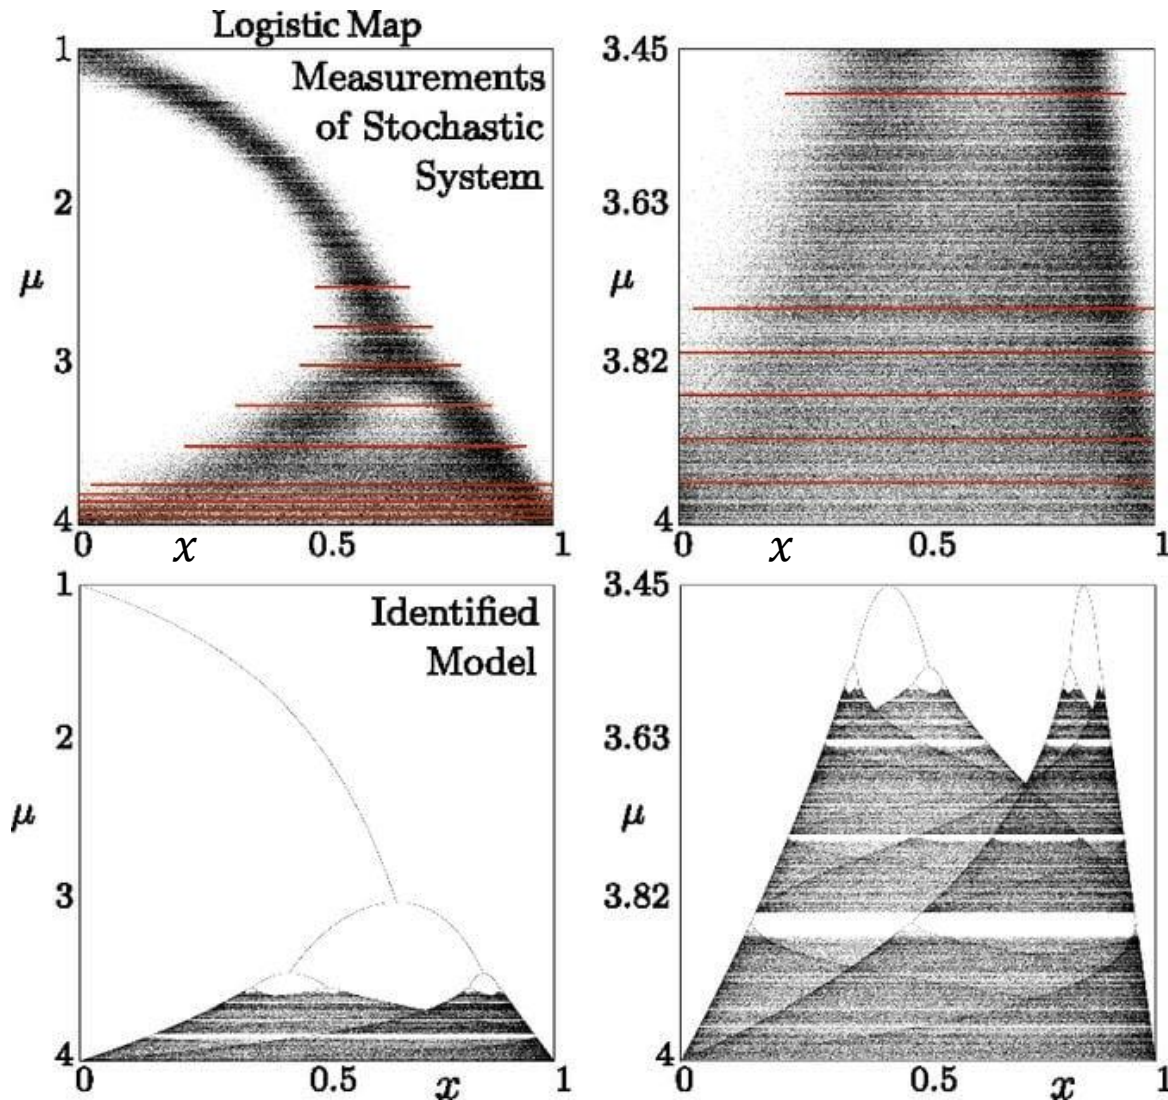 Logistic Map
Measurements
of Stochastic
System
1
2
μ
3
4
0
x
0.5
1
3.45
3.63
μ
3.82
4
0
x
0.5
1
Identified
Model
1
2
μ
3
4
0
0.5
x
1
3.45
3.63
μ
3.82
4
0
0.5
x
1